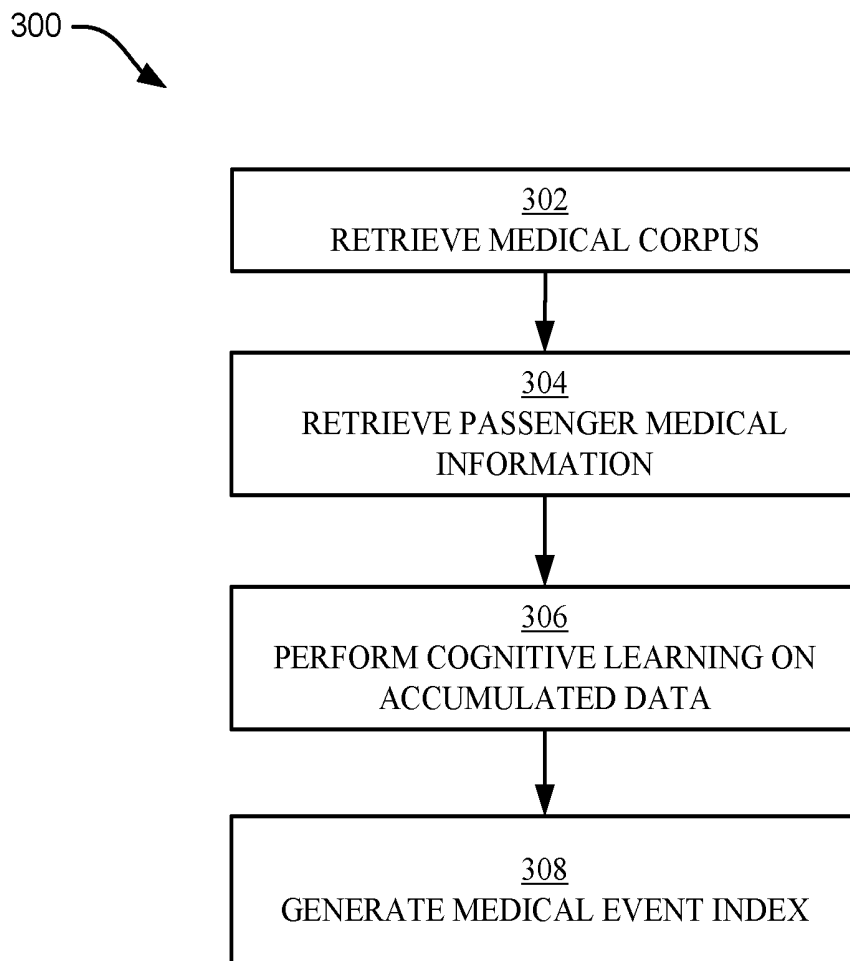 300
302
RETRIEVE MEDICAL CORPUS
304
RETRIEVE PASSENGER MEDICAL
INFORMATION
306
PERFORM COGNITIVE LEARNING ON
ACCUMULATED DATA
308
GENERATE MEDICAL EVENT INDEX